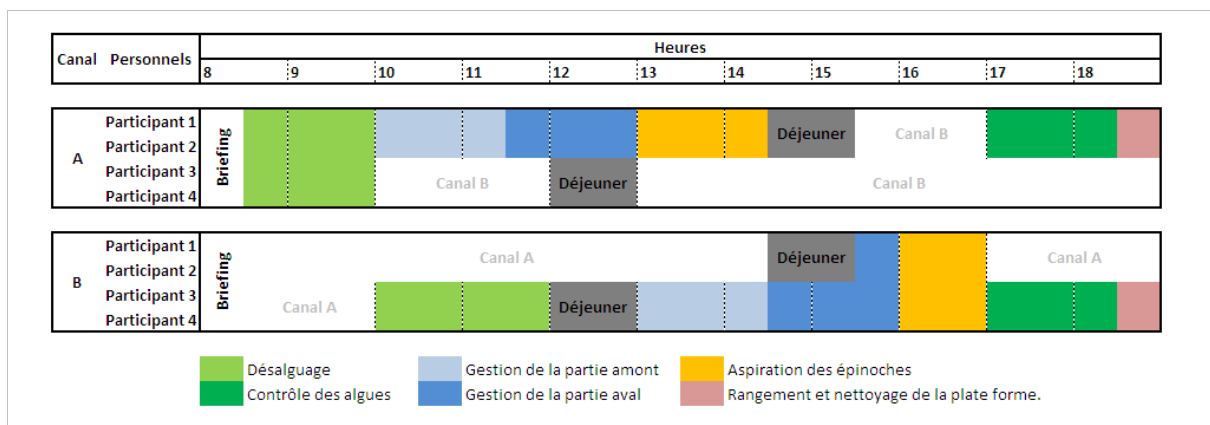 Heures
Canal Personnels
8 9 10 11 12 13 14 15 16 17 18
A
Briefing
Participant 1
Participant 2
Participant 3
Participant 4
Déjeuner
Canal B
Canal B
Déjeuner
Canal B
B
Briefing
Participant 1
Participant 2
Participant 3
Participant 4
Canal A
Déjeuner
Canal A
Canal A
Déjeuner
Désalguage
Gestion de la partie amont
Aspiration des épinoches
Contrôle des algues
Gestion de la partie aval
Rangement et nettoyage de la plate forme.